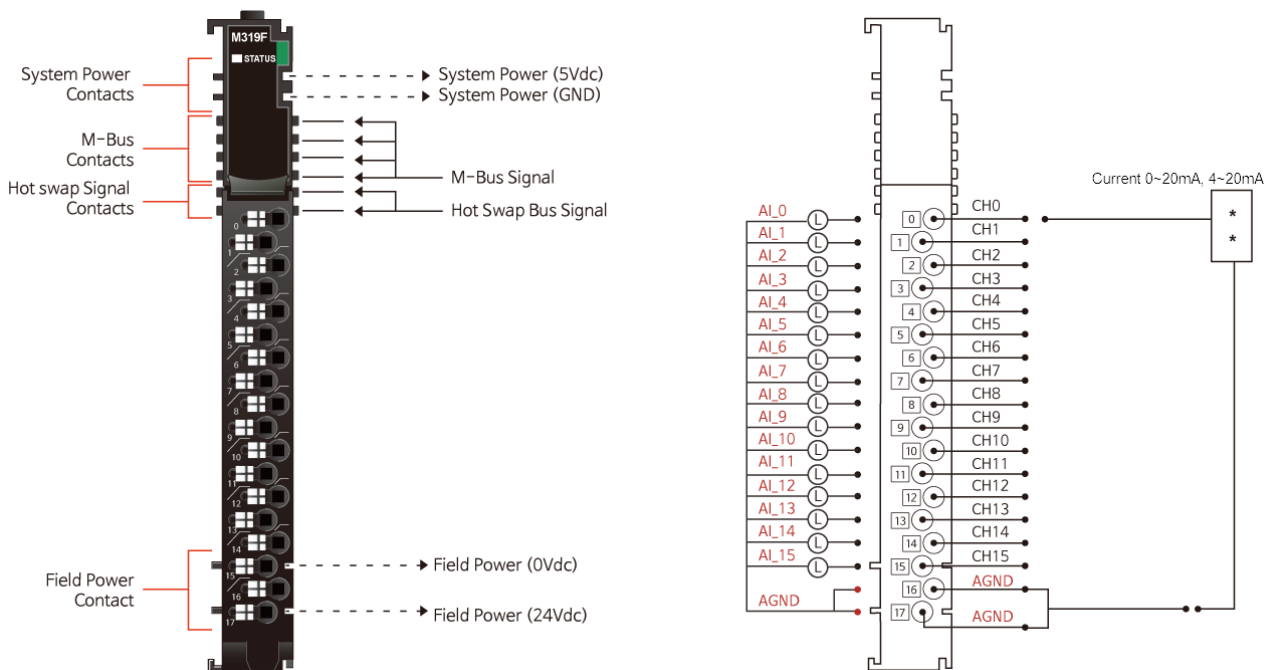 M319F
STATUS
System Power
Contacts
System Power (5Vdc)
System Power (GND)
M-Bus
Contacts
M-Bus Signal
Hot swap Signal
Contacts
Hot Swap Bus Signal
0
1
2
3
4
5
6
7
8
9
10
11
12
13
14
15
16
17
Field Power
Contact
Field Power (0Vdc)
Field Power (24Vdc)
Current 0~20mA, 4~20mA
*
*
AI_0 L 0 CH0
AI_1 L 1 CH1
AI_2 L 2 CH2
AI_3 L 3 CH3
AI_4 L 4 CH4
AI_5 L 5 CH5
AI_6 L 6 CH6
AI_7 L 7 CH7
AI_8 L 8 CH8
AI_9 L 9 CH9
AI_10 L 10 CH10
AI_11 L 11 CH11
AI_12 L 12 CH12
AI_13 L 13 CH13
AI_14 L 14 CH14
AI_15 L 15 CH15
16 AGND
AGND 17 AGND